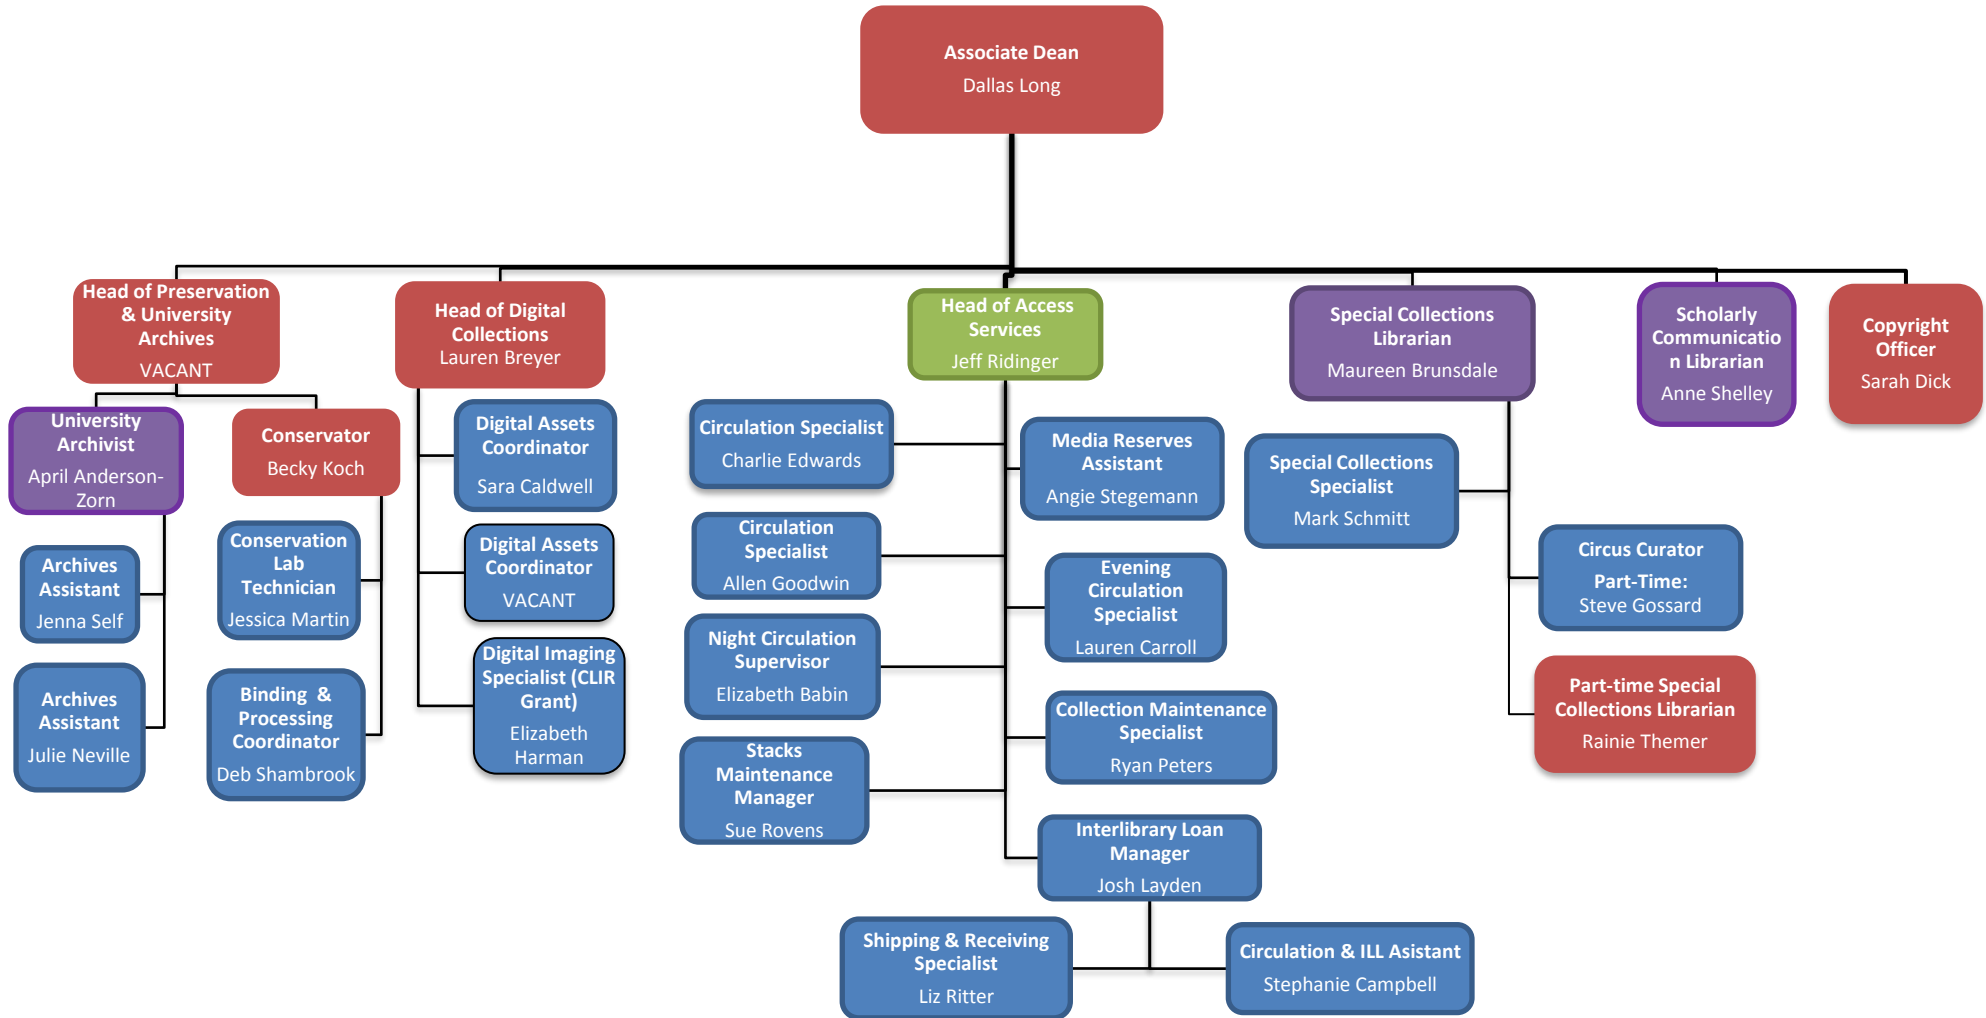 Associate Dean
Dallas Long
Head of Preservation
& University
Archives
VACANT
Head of Digital
Collections
Lauren Breyer
Head of Access
Services
Jeff Ridinger
Special Collections
Librarian
Maureen Brunsdale
Scholarly
Communicatio
n Librarian
Anne Shelley
Copyright
Officer
Sarah Dick
University
Archivist
April Anderson-
Zorn
Conservator
Becky Koch
Archives
Assistant
Jenna Self
Archives
Assistant
Julie Neville
Conservation
Lab
Technician
Jessica Martin
Binding &
Processing
Coordinator
Deb Shambrook
Digital Assets
Coordinator
Sara Caldwell
Digital Assets
Coordinator
VACANT
Digital Imaging
Specialist (CLIR
Grant)
Elizabeth
Harman
Circulation Specialist
Charlie Edwards
Circulation
Specialist
Allen Goodwin
Night Circulation
Supervisor
Elizabeth Babin
Stacks
Maintenance
Manager
Sue Rovens
Media Reserves
Assistant
Angie Stegemann
Evening
Circulation
Specialist
Lauren Carroll
Collection Maintenance
Specialist
Ryan Peters
Interlibrary Loan
Manager
Josh Layden
Shipping & Receiving
Specialist
Liz Ritter
Circulation & ILL Asistant
Stephanie Campbell
Special Collections
Specialist
Mark Schmitt
Circus Curator
Part-Time:
Steve Gossard
Part-time Special
Collections Librarian
Rainie Themer